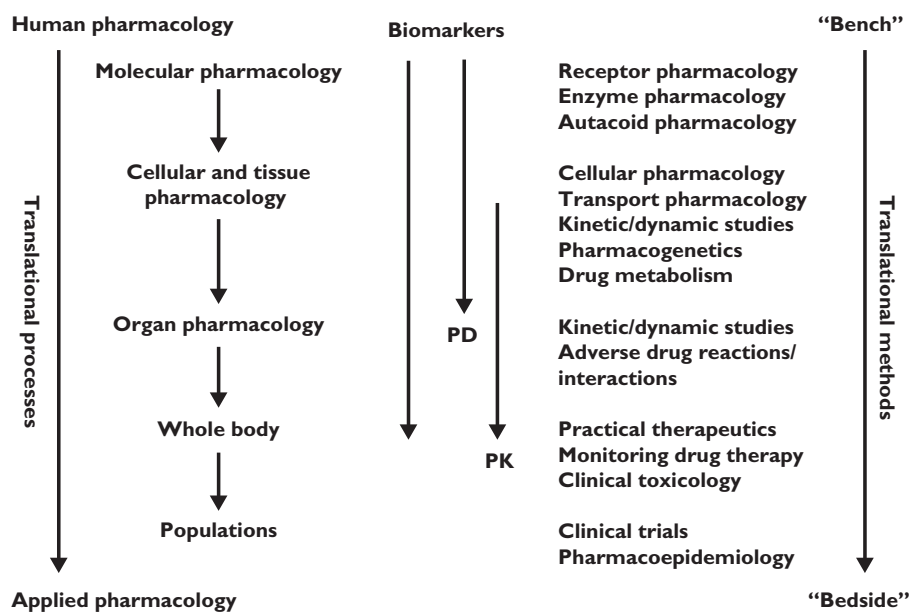 Human pharmacology
Biomarkers
“Bench”
Translational processes
Molecular pharmacology
Cellular and tissue
pharmacology
Organ pharmacology
Whole body
Populations
PD
PK
Receptor pharmacology
Enzyme pharmacology
Autacoid pharmacology
Cellular pharmacology
Transport pharmacology
Kinetic/dynamic studies
Pharmacogenetics
Drug metabolism
Kinetic/dynamic studies
Adverse drug reactions/
interactions
Practical therapeutics
Monitoring drug therapy
Clinical toxicology
Clinical trials
Pharmacoepidemiology
Translational methods
Applied pharmacology
“Bedside”